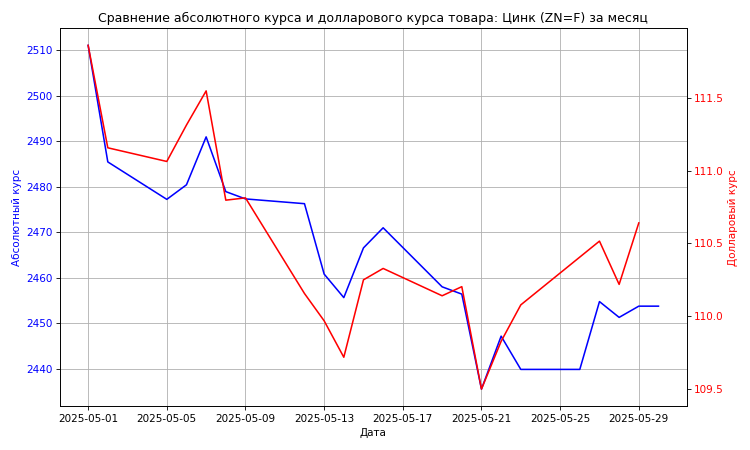 Сравнение абсолютного курса и долларового курса товара: Цинк (ZN=F) за месяц
2510
2500
2490
2480
2470
2460
2450
2440
Абсолютный курс
111.5
111.0
110.5
110.0
109.5
Долларовый курс
2025-05-01 2025-05-05 2025-05-09 2025-05-13 2025-05-17 2025-05-21 2025-05-25 2025-05-29
Дата